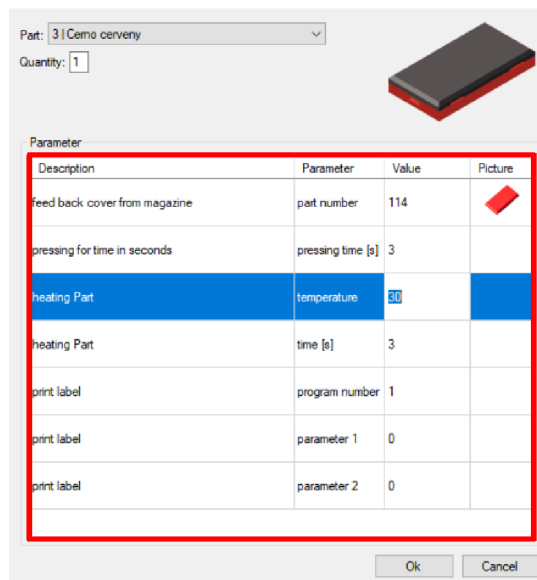 Part: 3 | Cerno cerveny
Quantity: 1
Parameter
Description Parameter Value Picture
feed back cover from magazine part number 114
pressing for time in seconds pressing time [s] 3
heating Part temperature 30
heating Part time [s] 3
print label program number 1
print label parameter 1 0
print label parameter 2 0
Ok Cancel